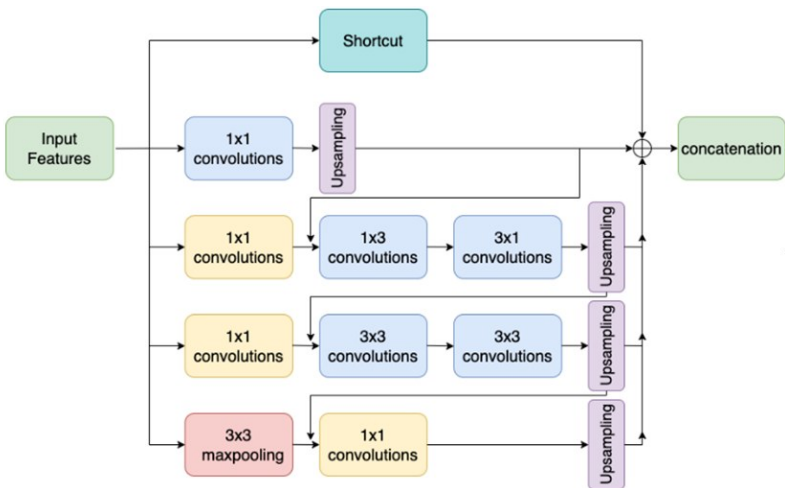 Shortcut
Input
Features
1x1
convolutions
Upsampling
concatenation
1x1
convolutions
1x3
convolutions
3x1
convolutions
Upsampling
1x1
convolutions
3x3
convolutions
3x3
convolutions
Upsampling
3x3
maxpooling
1x1
convolutions
Upsampling